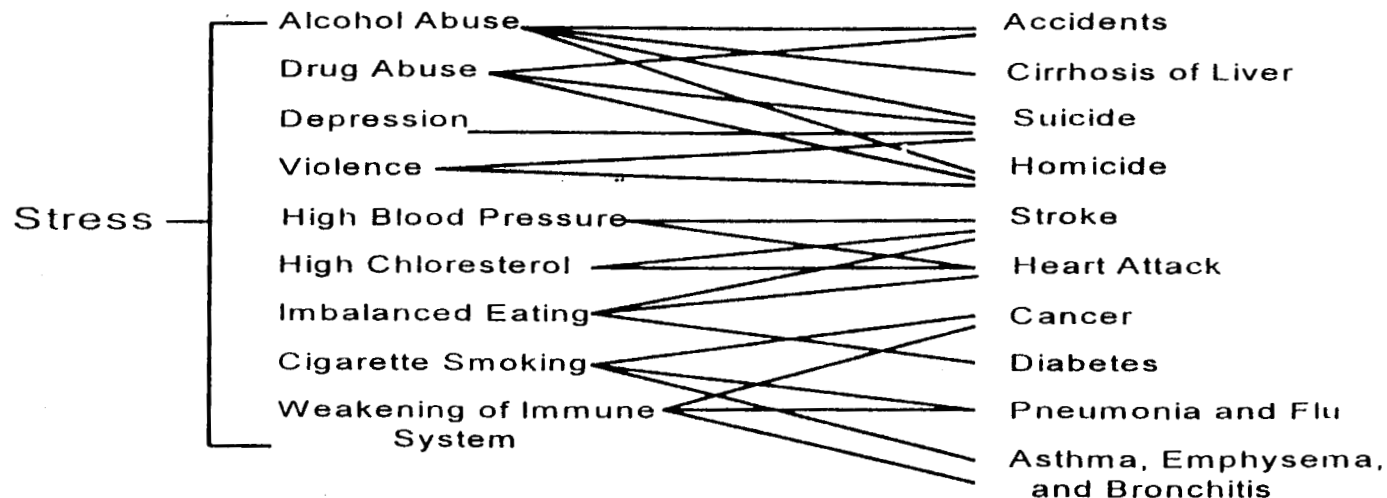 Stress
Alcohol Abuse
Drug Abuse
Depression
Violence
High Blood Pressure
High Chloresterol
Imbalanced Eating
Cigarette Smoking
Weakening of Immune
System
Accidents
Cirrhosis of Liver
Suicide
Homicide
Stroke
Heart Attack
Cancer
Diabetes
Pneumonia and Flu
Asthma, Emphysema,
and Bronchitis